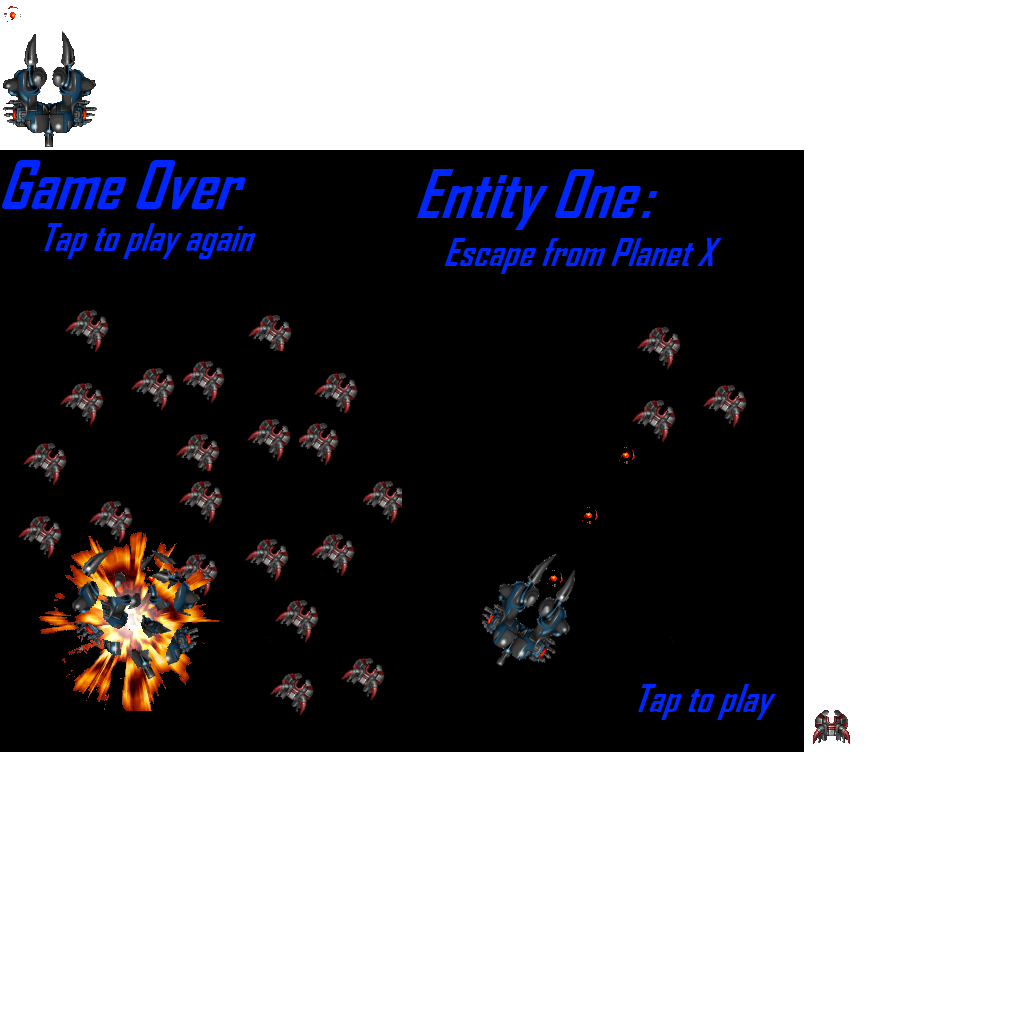 Game Over
Tap to play again
Entity One:
Escape from Planet X
Tap to play